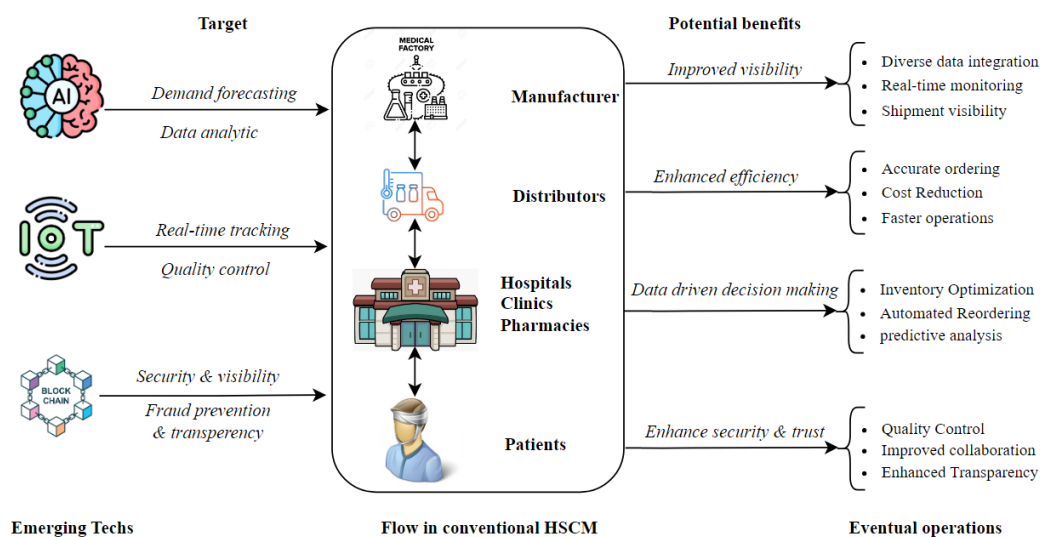 Target
Potential benefits
MEDICAL
FACTORY
AI
Demand forecasting
Data analytic
Manufacturer
Improved visibility
Diverse data integration
Real-time monitoring
Shipment visibility
Distributors
Enhanced efficiency
Accurate ordering
Cost Reduction
Faster operations
IOT
Real-time tracking
Quality control
Hospitals
Clinics
Pharmacies
Data driven decision making
Inventory Optimization
Automated Reordering
predictive analysis
BLOCK
CHAIN
Security & visibility
Fraud prevention
& transperency
Patients
Enhance security & trust
Quality Control
Improved collaboration
Enhanced Transparency
Emerging Techs
Flow in conventional HSCM
Eventual operations